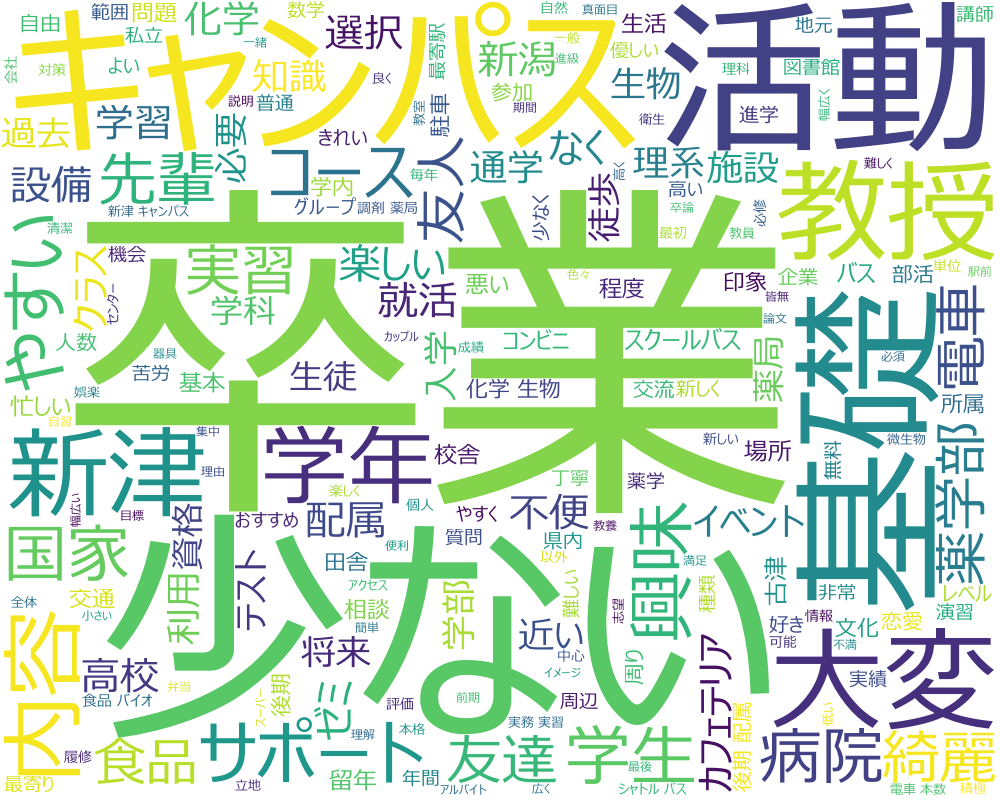 キャンパス
活動
卒業
少ない
基礎
教授
大変
新津
学年
内容
国家
サポート
学生
友達
興味
コース
先輩
実習
やすい
食品
病院
綺麗
薬学部
電車
友人
知識
化学
選択
新潟
生物
学習
過去
設備
必要
通学
なく
理系
施設
徒歩
楽しい
就活
学科
クラス
入学
生徒
不便
配属
資格
テスト
利用
高校
将来
ゼミ
近い
学部
イベント
カフェテリア
薬局
古津
場所
印象
程度
悪い
コンビニ
スクールバス
化学 生物
交流
新しく
企業
バス
部活
所属
無料
微生物
必須
レベル
演習
非常
情報
好き
文化
恋愛
可能
不満
実績
低い
後期 配属
電車 本数
積極
種類
満足
志望
周り
周辺
中心
イメージ
難しい
以外
県内
教養
丁寧
薬学
やすく
質問
個人
楽しく
おすすめ
校舎
田舎
便利
アクセス
相談
簡単
評価
前期
本格
理解
実務 実習
年間
留年
アルバイト
広く
最後
シャトル バス
スーパー
後期
弁当
立地
履修
最寄り
食品 バイオ
小さい
全体
交通
目標
幅広い
理由
集中
自習
娯楽
器具
苦労
基本
人数
忙しい
成績
カップル
センター
機会
清潔
新津 キャンパス
グループ
調剤 薬局
学内
毎年
きれい
普通
説明
教室
駐車
最寄駅
よい
対策
会社
自由
範囲
問題
私立
一緒
数学
参加
期間
進級
一般
自然
真面目
優しい
生活
地元
講師
図書館
理科
幅広く
進学
衛生
難しく
高い
高く
少なく
卒論
必修
教員
最初
色々
皆無
論文
単位
駅前
新しい
良く